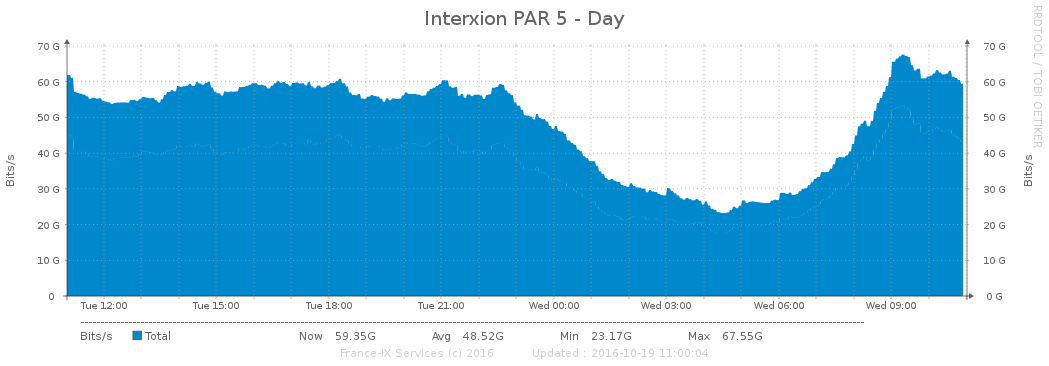 Interxion PAR 5 - Day
RRDTOOL / TOBI OETIKER
Bits/s
70 G
60 G
50 G
40 G
30 G
20 G
10 G
0
70 G
60 G
50 G
40 G
30 G
20 G
10 G
0 G
Bits/s
Tue 12:00 Tue 15:00 Tue 18:00 Tue 21:00 Wed 00:00 Wed 03:00 Wed 06:00 Wed 09:00
Bits/s Total Now 59.35G Avg 48.52G Min 23.17G Max 67.55G
France-IX Services (c) 2016 Updated : 2016-10-19 11:00:04